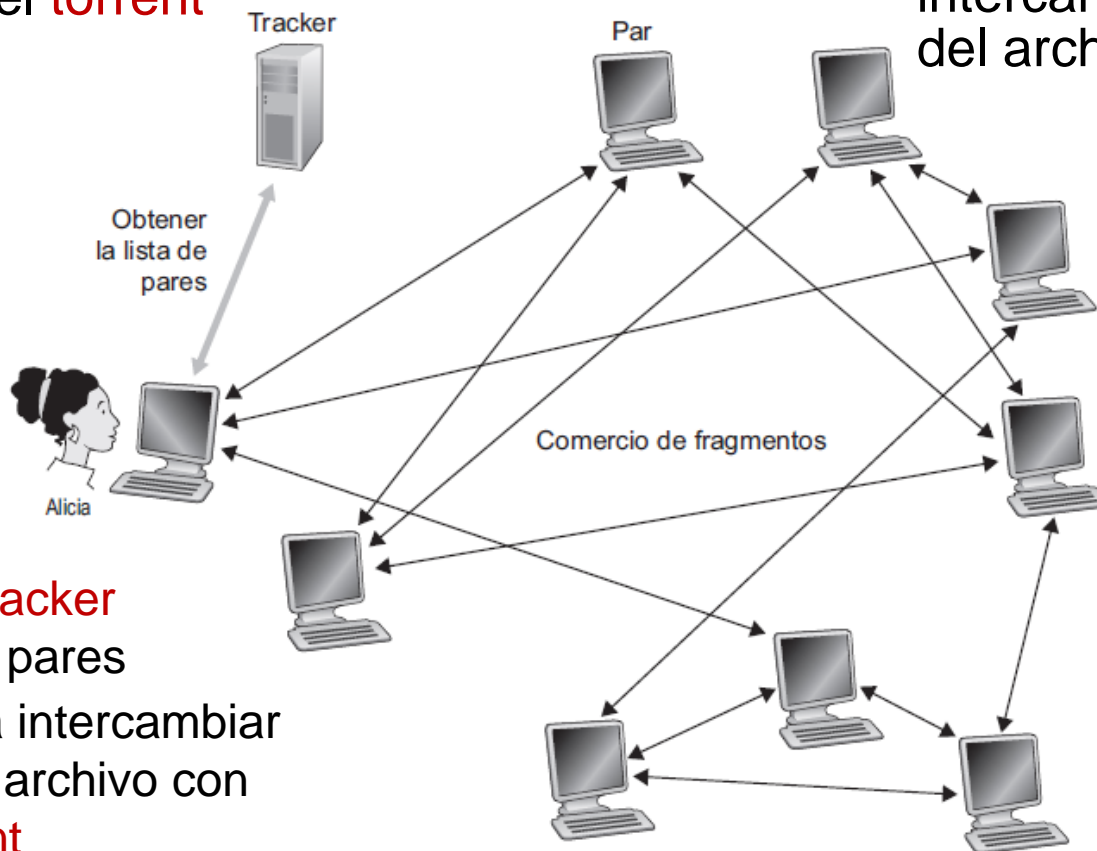 el torrent
del arch
Tracker
Par
Obtener
la lista de
pares
Comercio de fragmentos
Alicia
acker
pares
intercambiar
archivo con